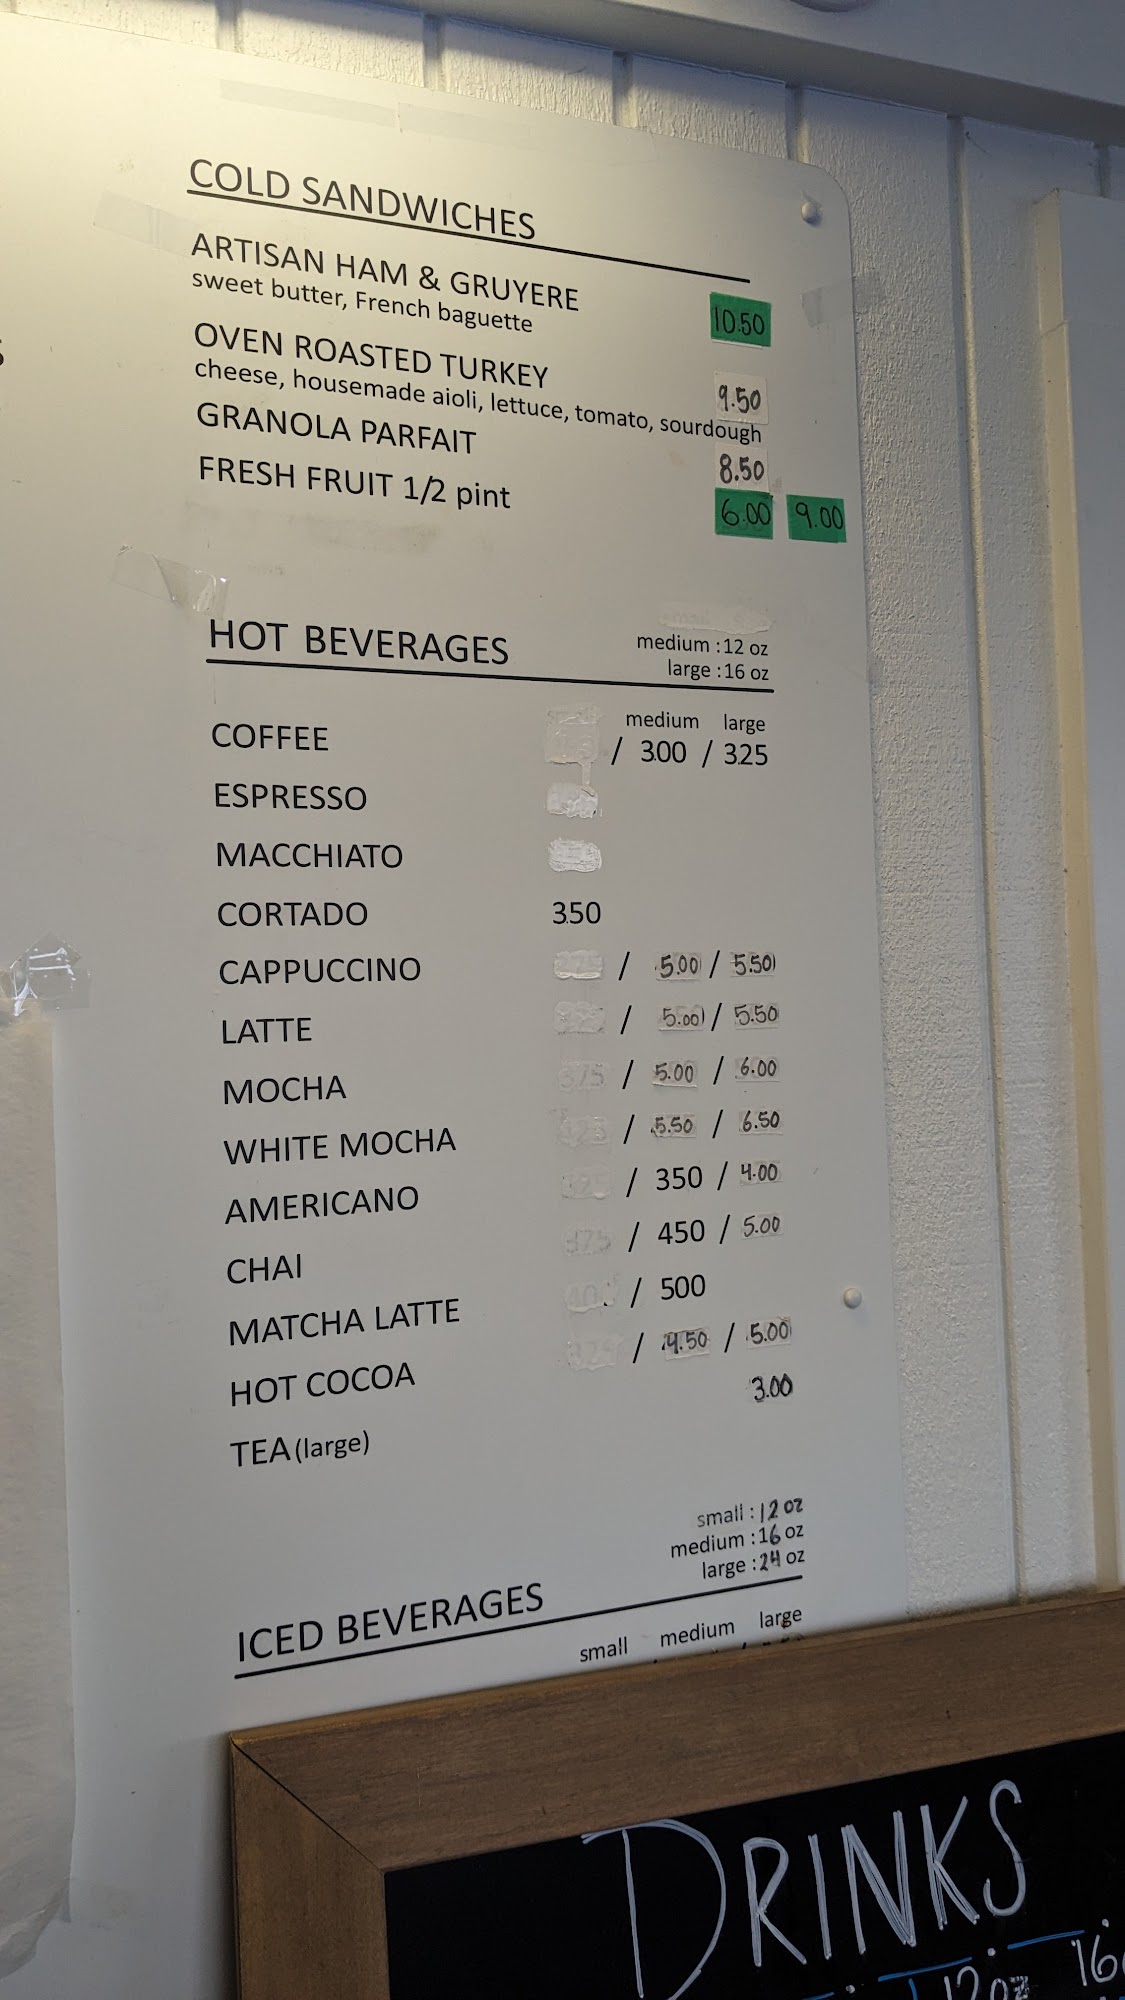 COLD SANDWICHES
ARTISAN HAM & GRUYERE
sweet butter, French baguette 10.50
OVEN ROASTED TURKEY 9.50
cheese, housemade aioli, lettuce, tomato, sourdough
GRANOLA PARFAIT 8.50
FRESH FRUIT 1/2 pint 6.00 9.00
HOT BEVERAGES
medium : 12 oz
large : 16 oz
medium large
COFFEE / 300 / 325
ESPRESSO
MACCHIATO
CORTADO 350
CAPPUCCINO / 5.00 / 5.50
LATTE / 5.00 / 5.50
MOCHA 375 / 5.00 / 6.00
WHITE MOCHA / 5.50 / 6.50
AMERICANO / 350 / 4.00
CHAI 375 / 450 / 5.00
MATCHA LATTE 400 / 500
HOT COCOA / 4.50 / 5.00
TEA (large) 3.00
small : 12 oz
medium : 16 oz
large : 24 oz
ICED BEVERAGES
small medium large
DRINKS
12oz 16